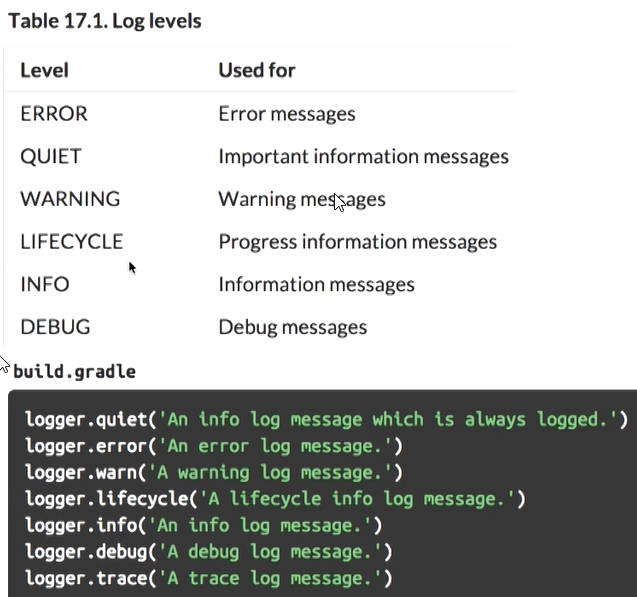 Table 17.1. Log levels
Level Used for
ERROR Error messages
QUIET Important information messages
WARNING Warning messages
LIFECYCLE Progress information messages
INFO Information messages
DEBUG Debug messages
build.gradle
logger.quiet('An info log message which is always logged.')
logger.error('An error log message.')
logger.warn('A warning log message.')
logger.lifecycle('A lifecycle info log message.')
logger.info('An info log message.')
logger.debug('A debug log message.')
logger.trace('A trace log message.')